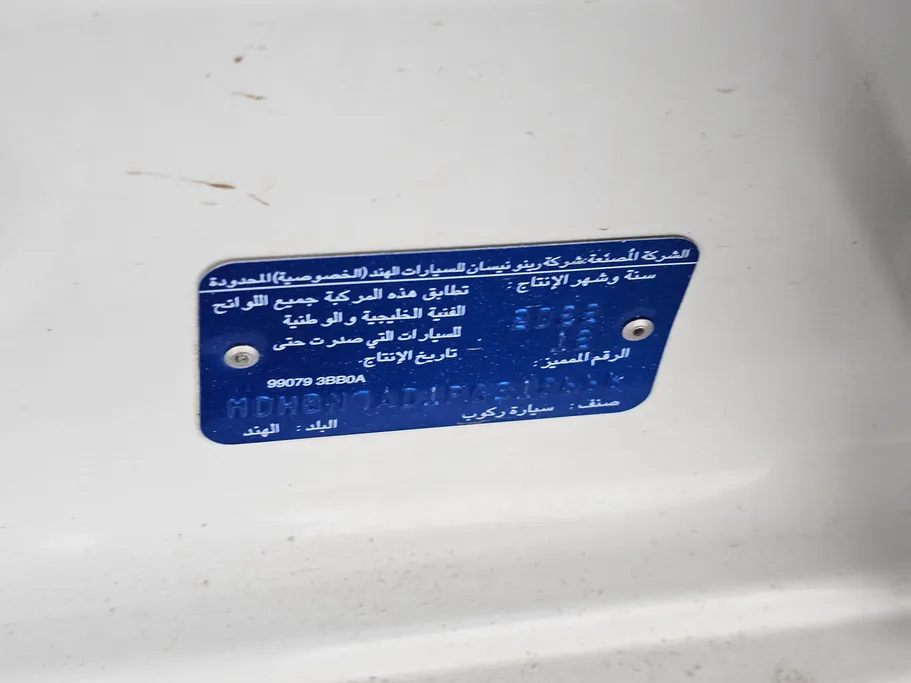 الشركة المصنعة: شركة رينو نيسان للسيارات الهند (الخصوصية) المحدودة
سنة وشهر الإنتاج:
تطابق هذه المركبة جميع اللوائح
الفنية الخليجية والوطنية
للسيارات التي صدرت حتى
تاريخ الإنتاج.
الرقم المميز:
99079 3BB0A
صنف: سيارة ركوب
البلد: الهند